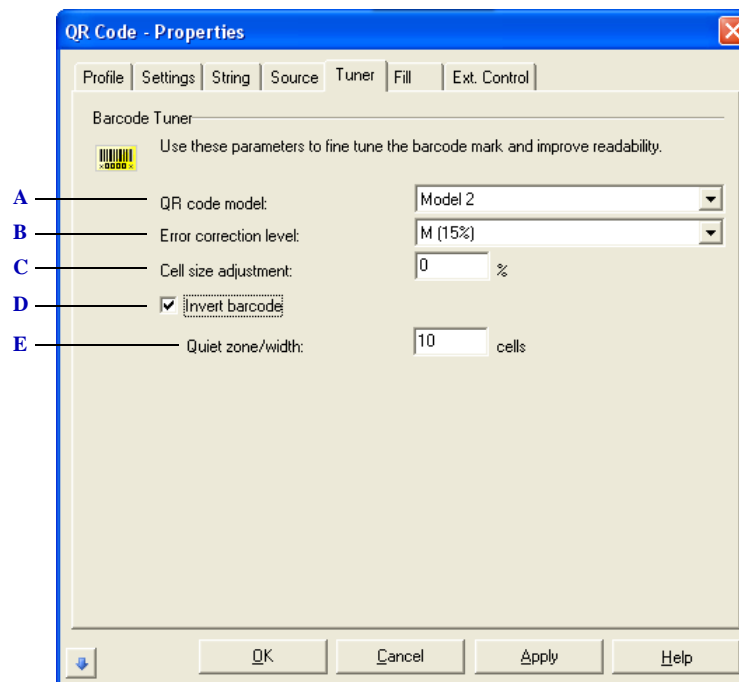 QR Code - Properties
Profile Settings String Source Tuner Fill Ext. Control
Barcode Tuner
Use these parameters to fine tune the barcode mark and improve readability.
A QR code model: Model 2
B Error correction level: M (15%)
C Cell size adjustment: 0 %
D Invert barcode
E Quiet zone/width: 10 cells
OK Cancel Apply Help